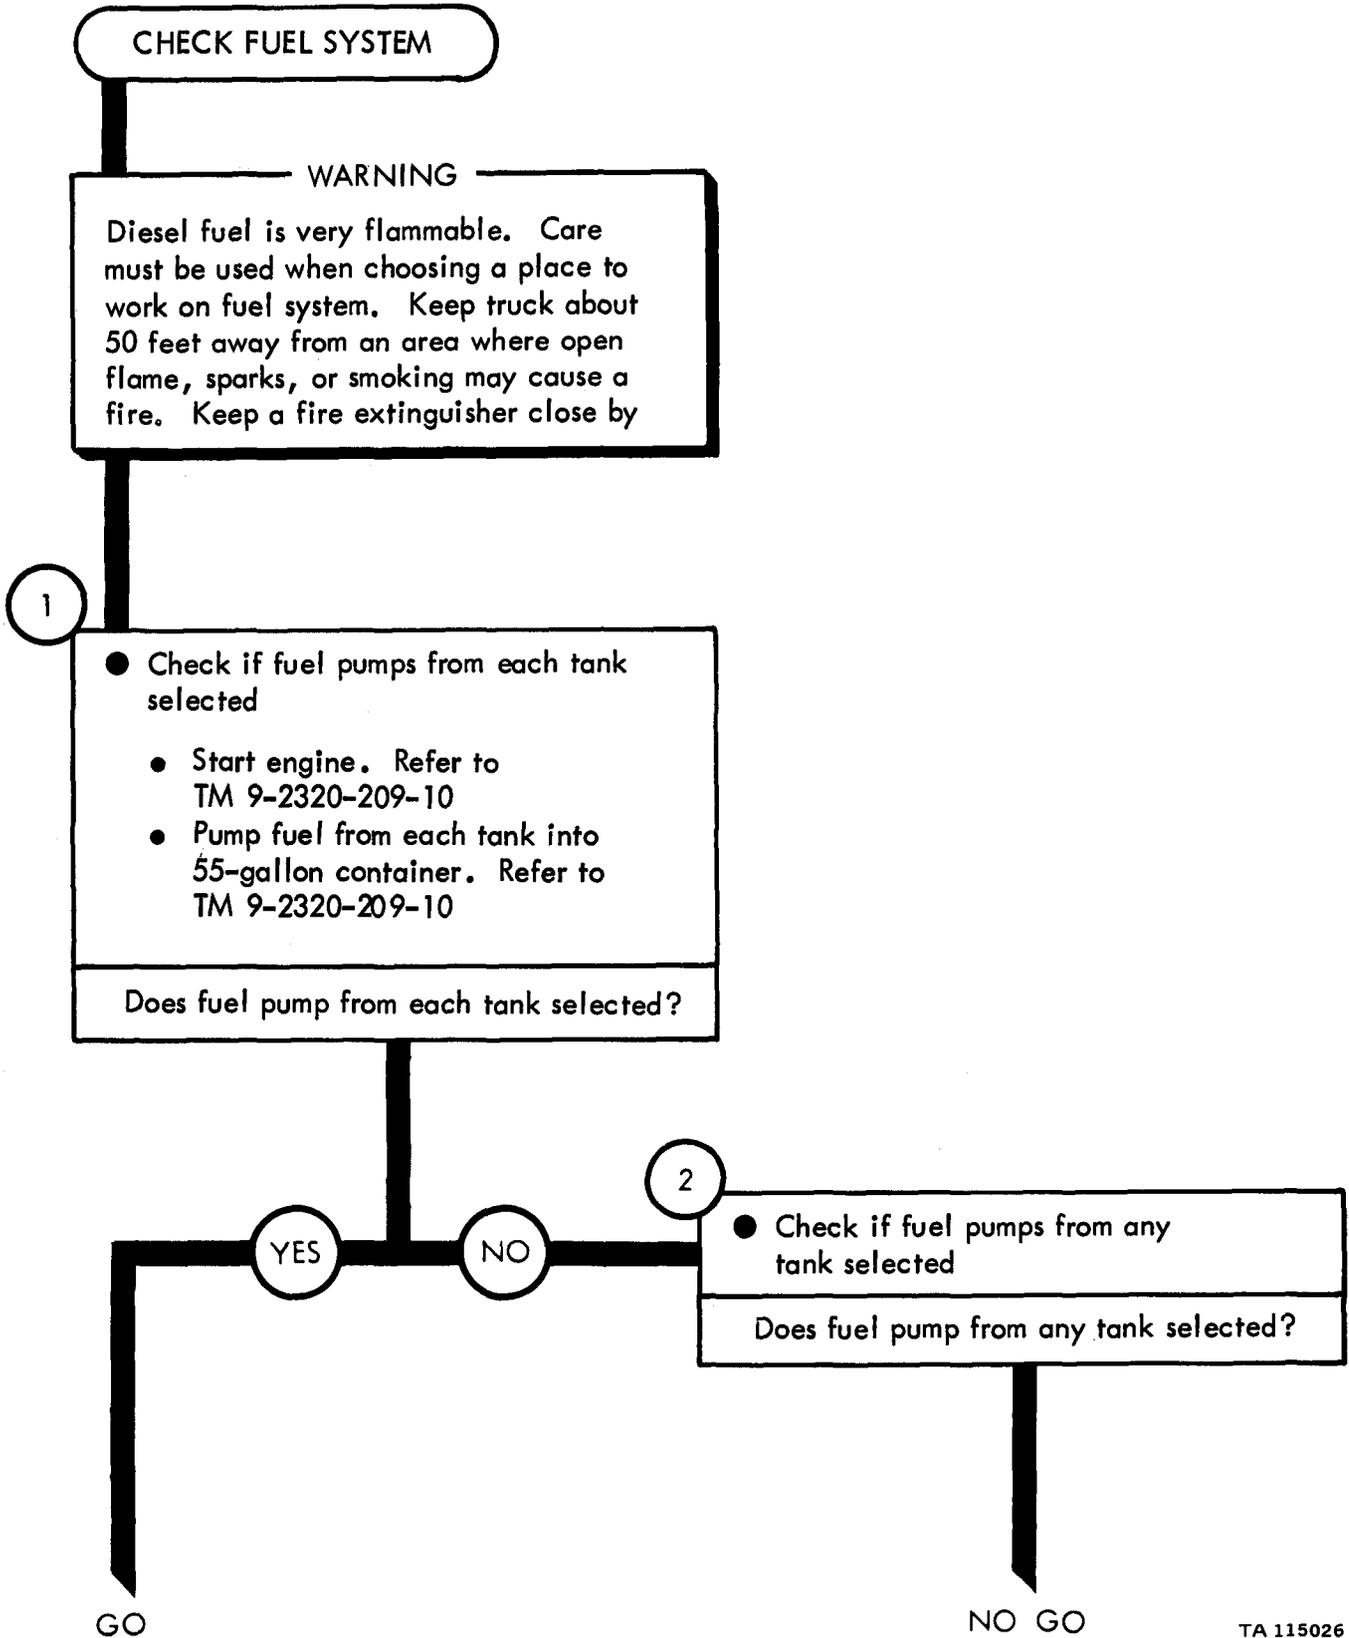 CHECK FUEL SYSTEM
WARNING
Diesel fuel is very flammable. Care
must be used when choosing a place to
work on fuel system. Keep truck about
50 feet away from an area where open
flame, sparks, or smoking may cause a
fire. Keep a fire extinguisher close by
1
● Check if fuel pumps from each tank
selected
● Start engine. Refer to
TM 9-2320-209-10
● Pump fuel from each tank into
55-gallon container. Refer to
TM 9-2320-209-10
Does fuel pump from each tank selected?
YES
NO
2
● Check if fuel pumps from any
tank selected
Does fuel pump from any tank selected?
GO
NO GO
TA 115026